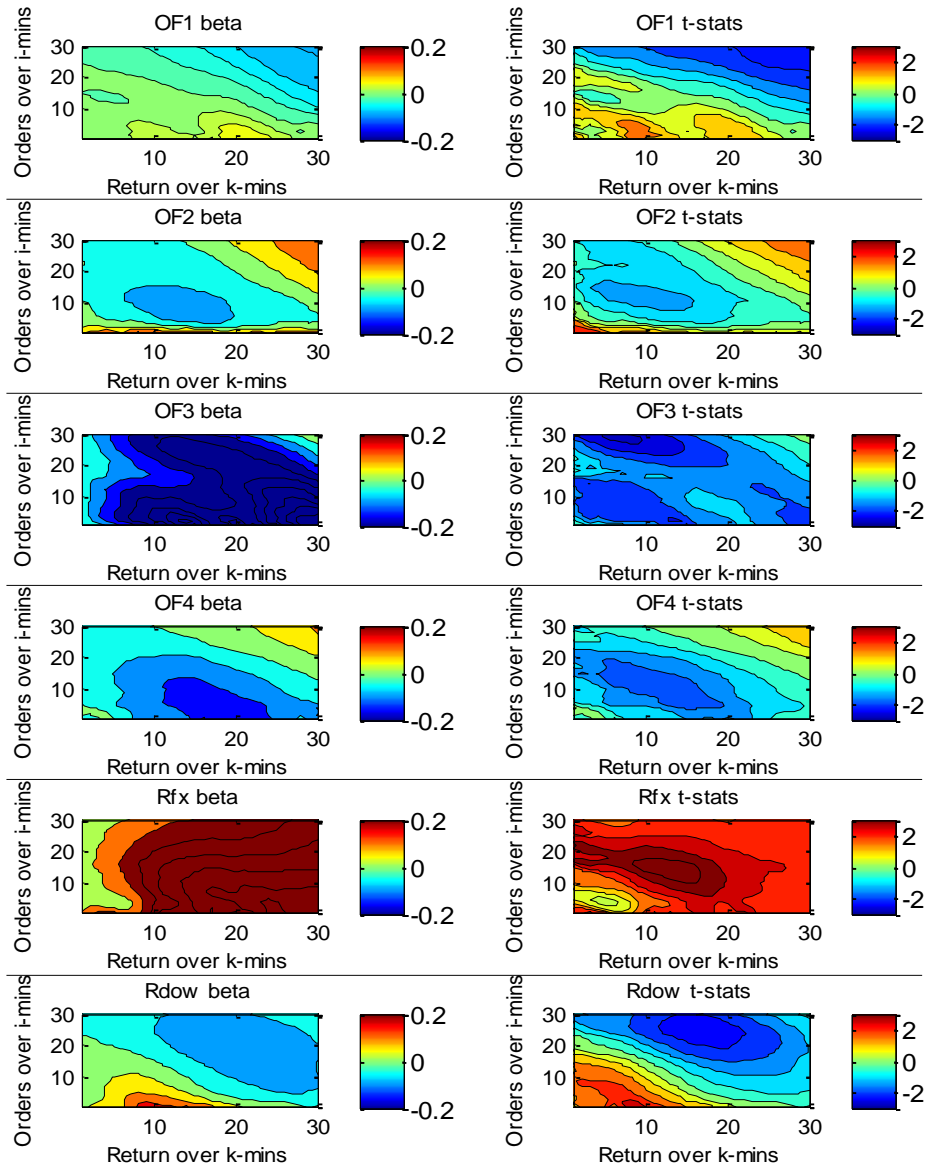 OF1 beta
OF1 t-stats
Orders over i-mins
30
20
10
10 20 30
Return over k-mins
0.2
0
-0.2
Orders over i-mins
30
20
10
10 20 30
Return over k-mins
2
0
-2
OF2 beta
OF2 t-stats
Orders over i-mins
30
20
10
0
10 20 30
Return over k-mins
0.2
0
-0.2
Orders over i-mins
30
20
10
0
10 20 30
Return over k-mins
2
0
-2
OF3 beta
OF3 t-stats
Orders over i-mins
30
20
10
10 20 30
Return over k-mins
0.2
0
-0.2
Orders over i-mins
30
20
10
10 20 30
Return over k-mins
2
0
-2
OF4 beta
OF4 t-stats
Orders over i-mins
30
20
10
10 20 30
Return over k-mins
0.2
0
-0.2
Orders over i-mins
30
20
10
10 20 30
Return over k-mins
2
0
-2
Rfx beta
Rfx t-stats
Orders over i-mins
30
20
10
10 20 30
Return over k-mins
0.2
0
-0.2
Orders over i-mins
30
20
10
10 20 30
Return over k-mins
2
0
-2
Rdow beta
Rdow t-stats
Orders over i-mins
30
20
10
10 20 30
Return over k-mins
0.2
0
-0.2
Orders over i-mins
30
20
10
10 20 30
Return over k-mins
2
0
-2